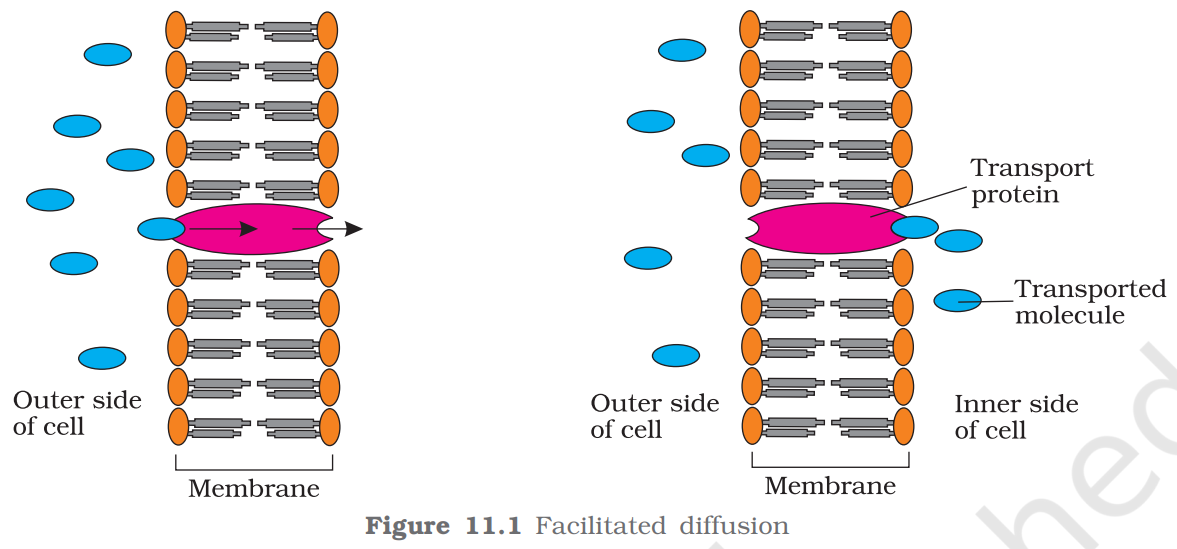 Transport
protein
Transported
molecule
Outer side
of cell
Outer side
of cell
Inner side
of cell
Membrane
Membrane
Figure 11.1 Facilitated diffusion
hed